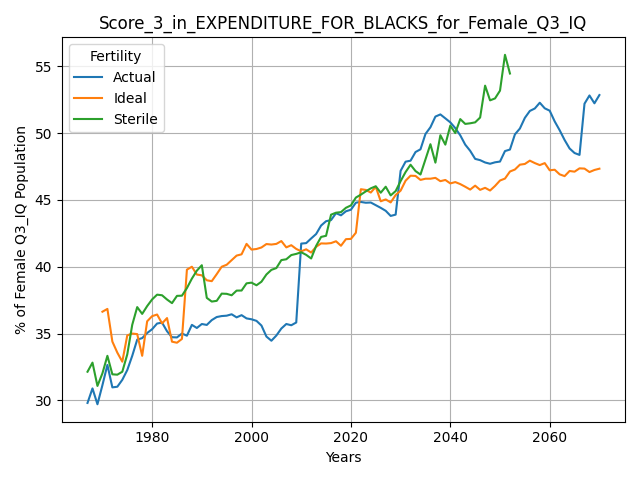 Score_3_in_EXPENDITURE_FOR_BLACKS_for_Female_Q3_IQ
Fertility
Actual
Ideal
Sterile
% of Female Q3_IQ Population
55
50
45
40
35
30
1980
2000
2020
2040
2060
Years